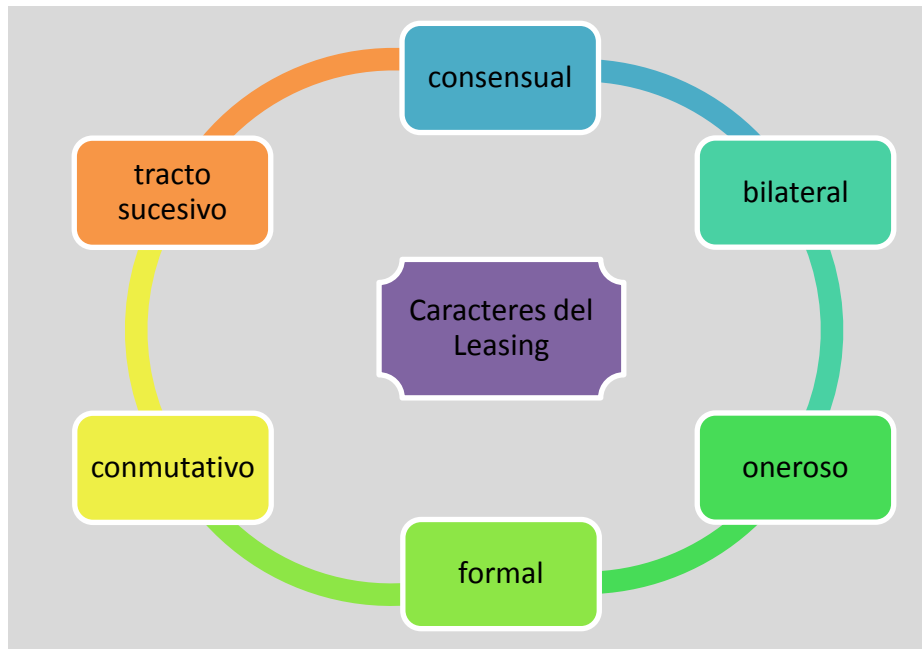 consensual
bilateral
oneroso
formal
conmutativo
tracto
sucesivo
Caracteres del
Leasing